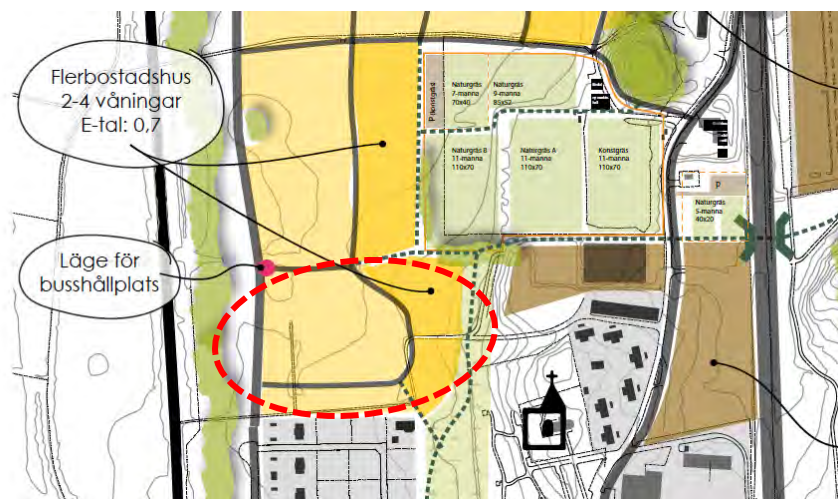 Flerbostadshus
2-4 våningar
E-tal: 0,7
Läge för
busshållplats
P konstgräs
Naturgräs
7-manna
70x40
Naturgräs
9-manna
85x52
Naturgräs B
11-manna
110x70
Naturgräs A
11-manna
110x70
Konstgräs
11-manna
110x70
P
Naturgräs
5-manna
40x20